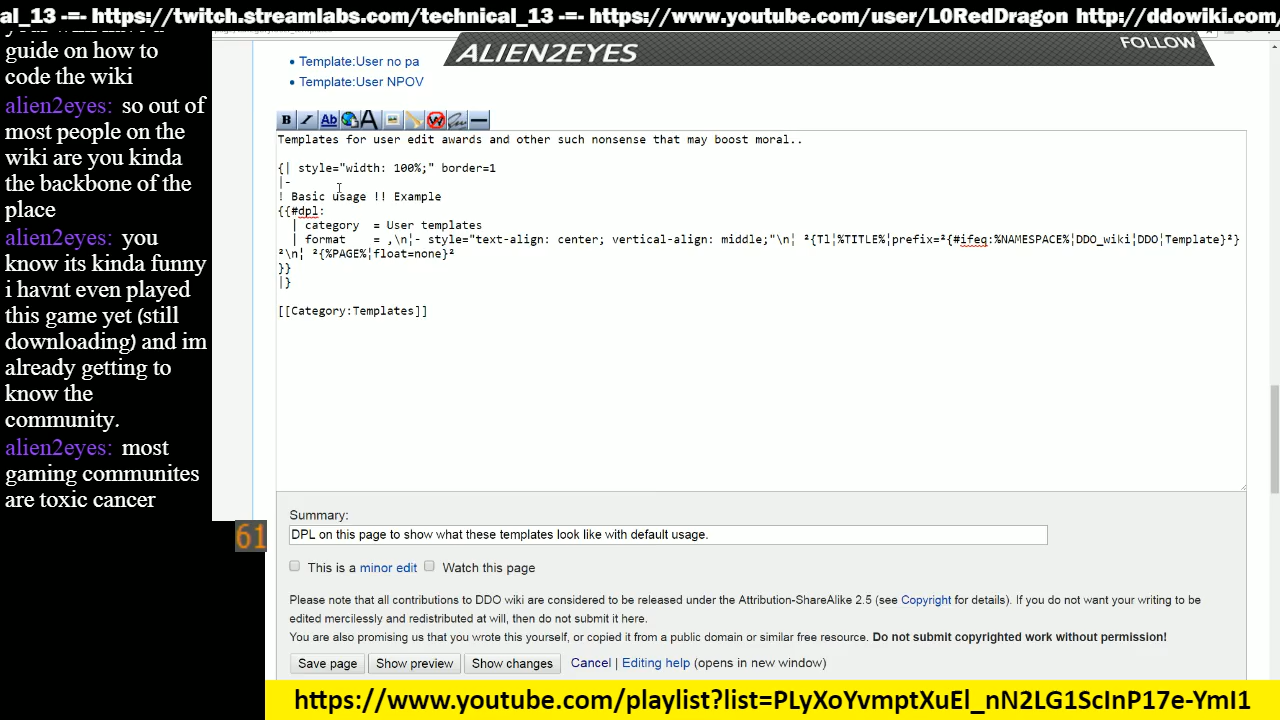 al_13 -=- https://twitch.streamlabs.com/technical_13 -=- https://www.youtube.com/user/L0RedDragon http://ddowiki.com/
guide on how to
code the wiki
alien2eyes: so out of
most people on the
wiki are you kinda
the backbone of the
place
alien2eyes: you
know its kinda funny
i havnt even played
this game yet (still
downloading) and im
already getting to
know the
community.
alien2eyes: most
gaming communites
are toxic cancer
61
ALIEN2EYES
FOLLOW
• Template:User no pa
• Template:User NPOV
B I Ab A W
Templates for user edit awards and other such nonsense that may boost moral..
{| style="width: 100%;" border=1
|-
! Basic usage !! Example
{{#dpl:
| category = User templates
| format = ,\n¦- style="text-align: center; vertical-align: middle;"\n¦ ²{Tl¦%TITLE%¦prefix=²{#ifeq:%NAMESPACE%¦DDO_wiki¦DDO¦Template}²}
²\n¦ ²{%PAGE%¦float=none}²
}}
|}
[[Category:Templates]]
Summary:
DPL on this page to show what these templates look like with default usage.
This is a minor edit Watch this page
Please note that all contributions to DDO wiki are considered to be released under the Attribution-ShareAlike 2.5 (see Copyright for details). If you do not want your writing to be
edited mercilessly and redistributed at will, then do not submit it here.
You are also promising us that you wrote this yourself, or copied it from a public domain or similar free resource. Do not submit copyrighted work without permission!
Save page Show preview Show changes Cancel | Editing help (opens in new window)
https://www.youtube.com/playlist?list=PLyXoYvmptXuEl_nN2LG1ScInP17e-YmI1